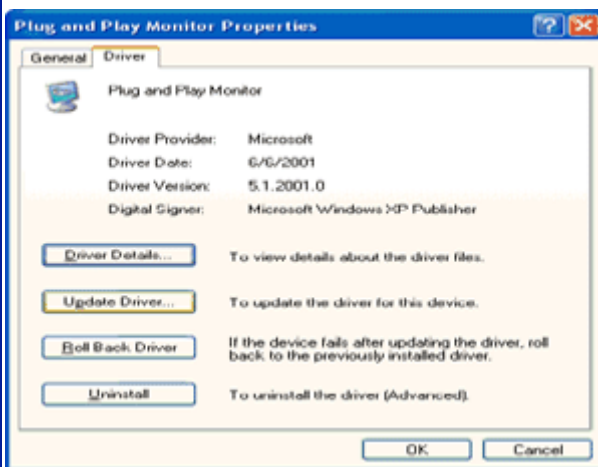 Plug and Play Monitor Properties
General Driver
Plug and Play Monitor
Driver Provider: Microsoft
Driver Date: 6/6/2001
Driver Version: 5.1.2001.0
Digital Signer: Microsoft Windows XP Publisher
Driver Details... To view details about the driver files.
Update Driver... To update the driver for this device.
Roll Back Driver If the device fails after updating the driver, roll
back to the previously installed driver.
Uninstall To uninstall the driver (Advanced).
OK Cancel